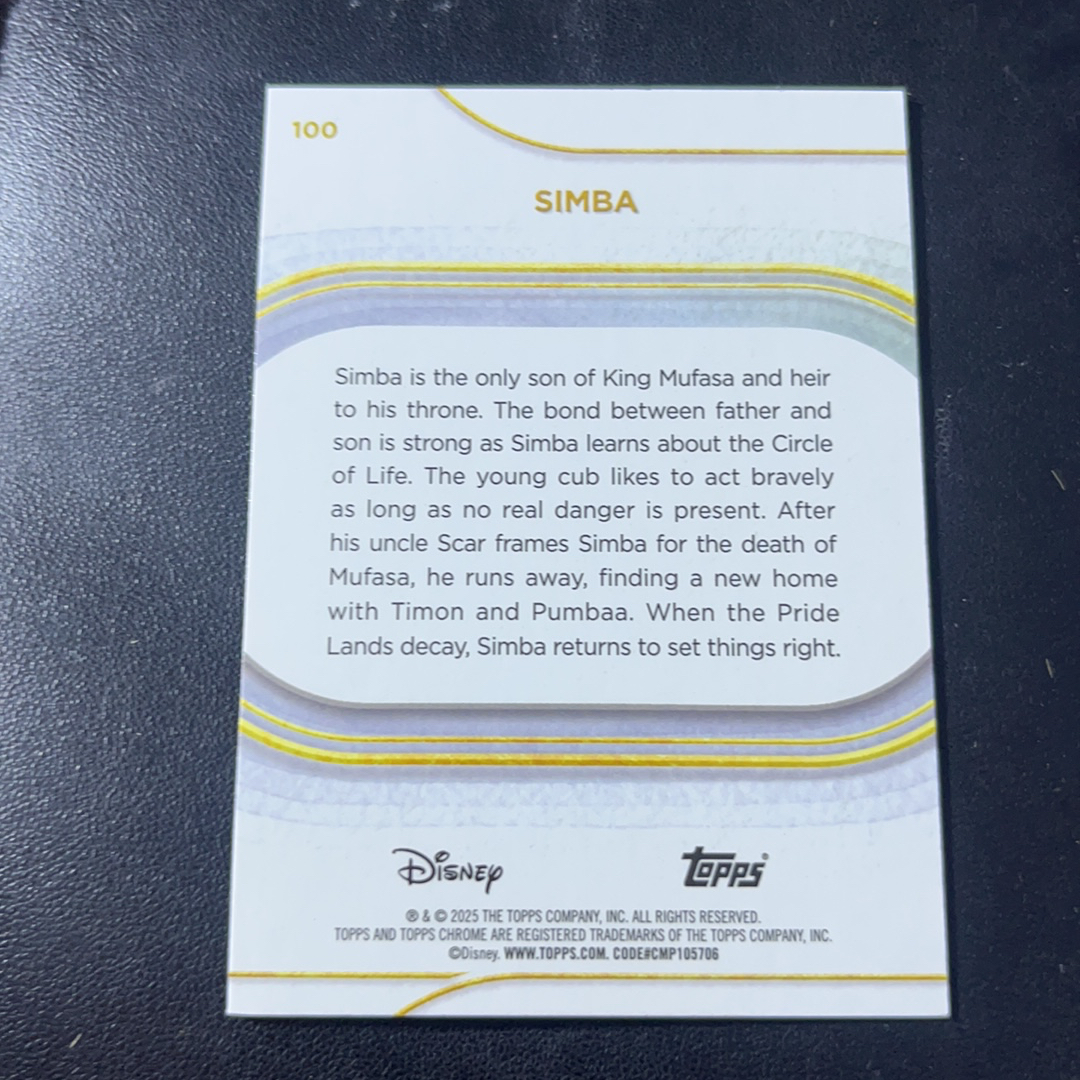 100
SIMBA
Simba is the only son of King Mufasa and heir
to his throne. The bond between father and
son is strong as Simba learns about the Circle
of Life. The young cub likes to act bravely
as long as no real danger is present. After
his uncle Scar frames Simba for the death of
Mufasa, he runs away, finding a new home
with Timon and Pumbaa. When the Pride
Lands decay, Simba returns to set things right.
Disney topps®
® & © 2025 THE TOPPS COMPANY, INC. ALL RIGHTS RESERVED.
TOPPS AND TOPPS CHROME ARE REGISTERED TRADEMARKS OF THE TOPPS COMPANY, INC.
©Disney. WWW.TOPPS.COM. CODE#CMP105706